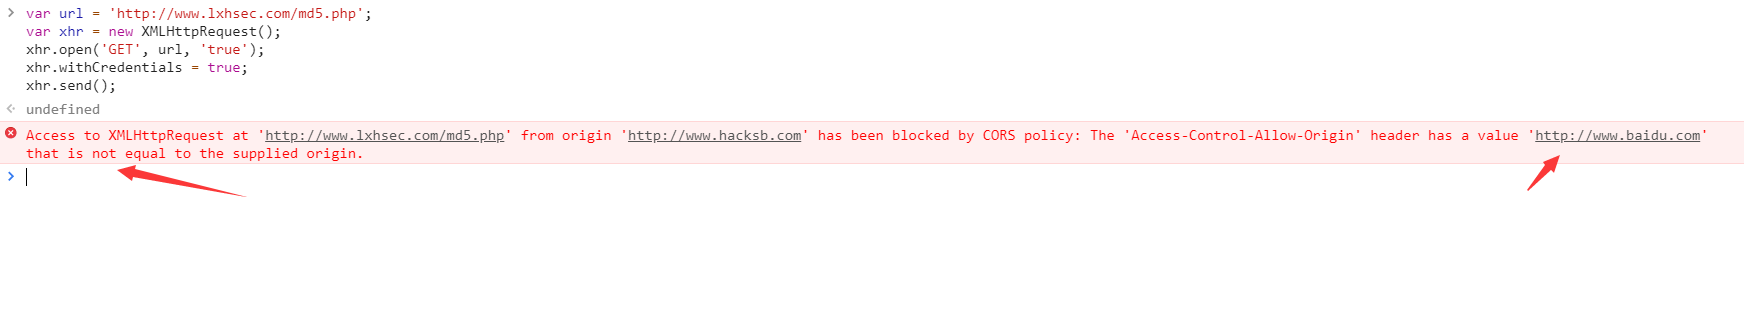 var url = 'http://www.lxhsec.com/md5.php';
var xhr = new XMLHttpRequest();
xhr.open('GET', url, 'true');
xhr.withCredentials = true;
xhr.send();
undefined
Access to XMLHttpRequest at 'http://www.lxhsec.com/md5.php' from origin 'http://www.hacksb.com' has been blocked by CORS policy: The 'Access-Control-Allow-Origin' header has a value 'http://www.baidu.com'
that is not equal to the supplied origin.